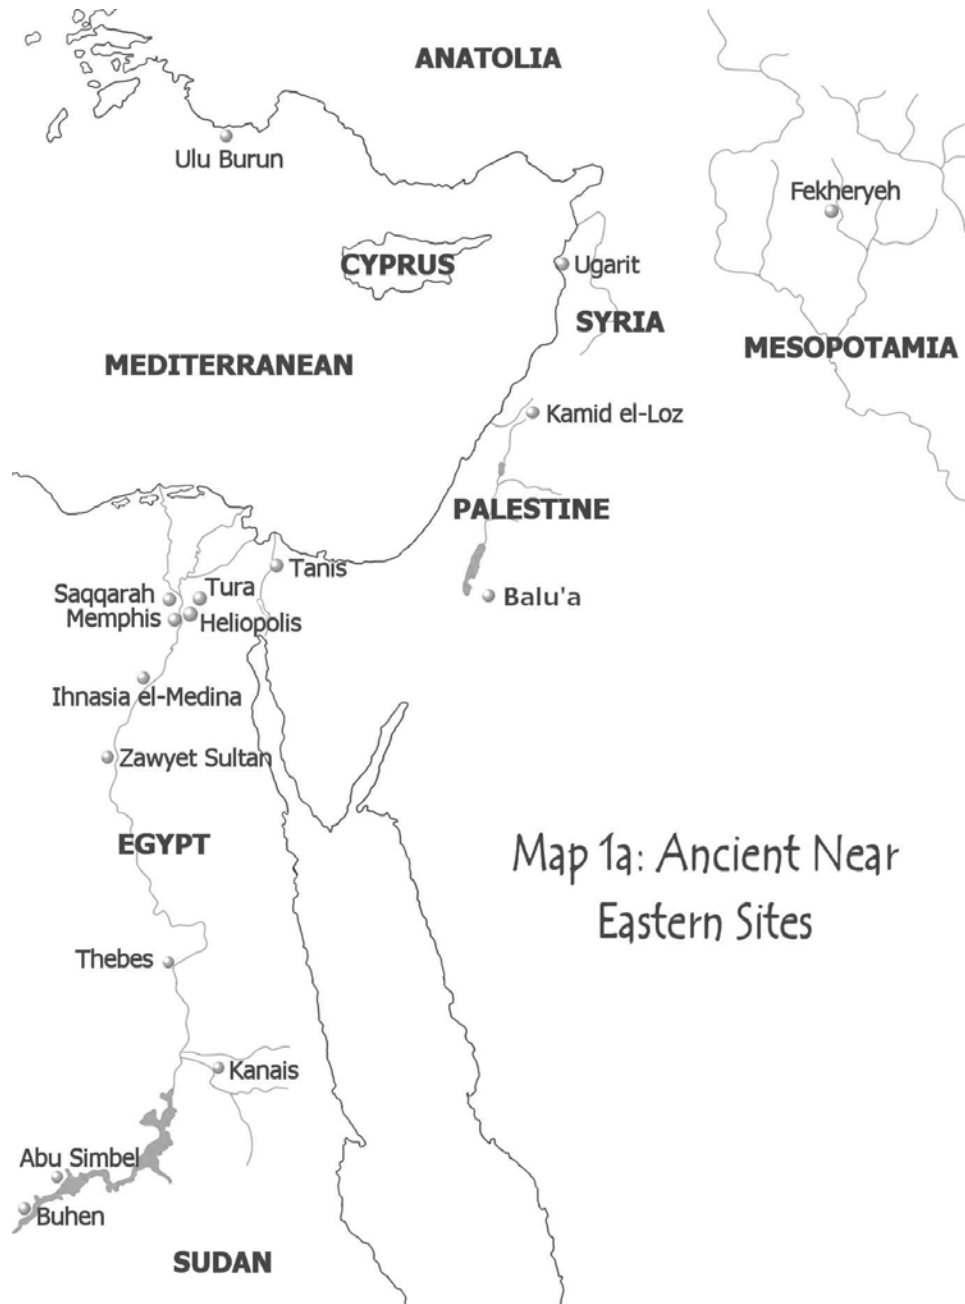 ANATOLIA
Ulu Burun
Fekheryeh
CYPRUS
Ugarit
SYRIA
MESOPOTAMIA
MEDITERRANEAN
Kamid el-Loz
PALESTINE
Tanis
Saqqarah
Tura
Balu'a
Memphis
Heliopolis
Ihnasia el-Medina
Zawyet Sultan
EGYPT
Map 1a: Ancient Near
Eastern Sites
Thebes
Kanais
Abu Simbel
Buhen
SUDAN